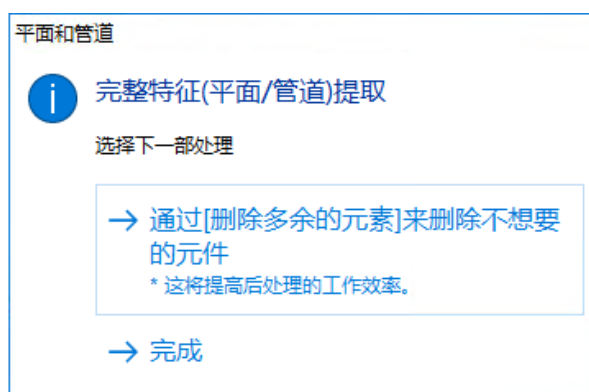 平面和管道
完整特征(平面/管道)提取
选择下一部处理
→ 通过[删除多余的元素]来删除不想要
的元件
* 这将提高后处理的工作效率。
→ 完成